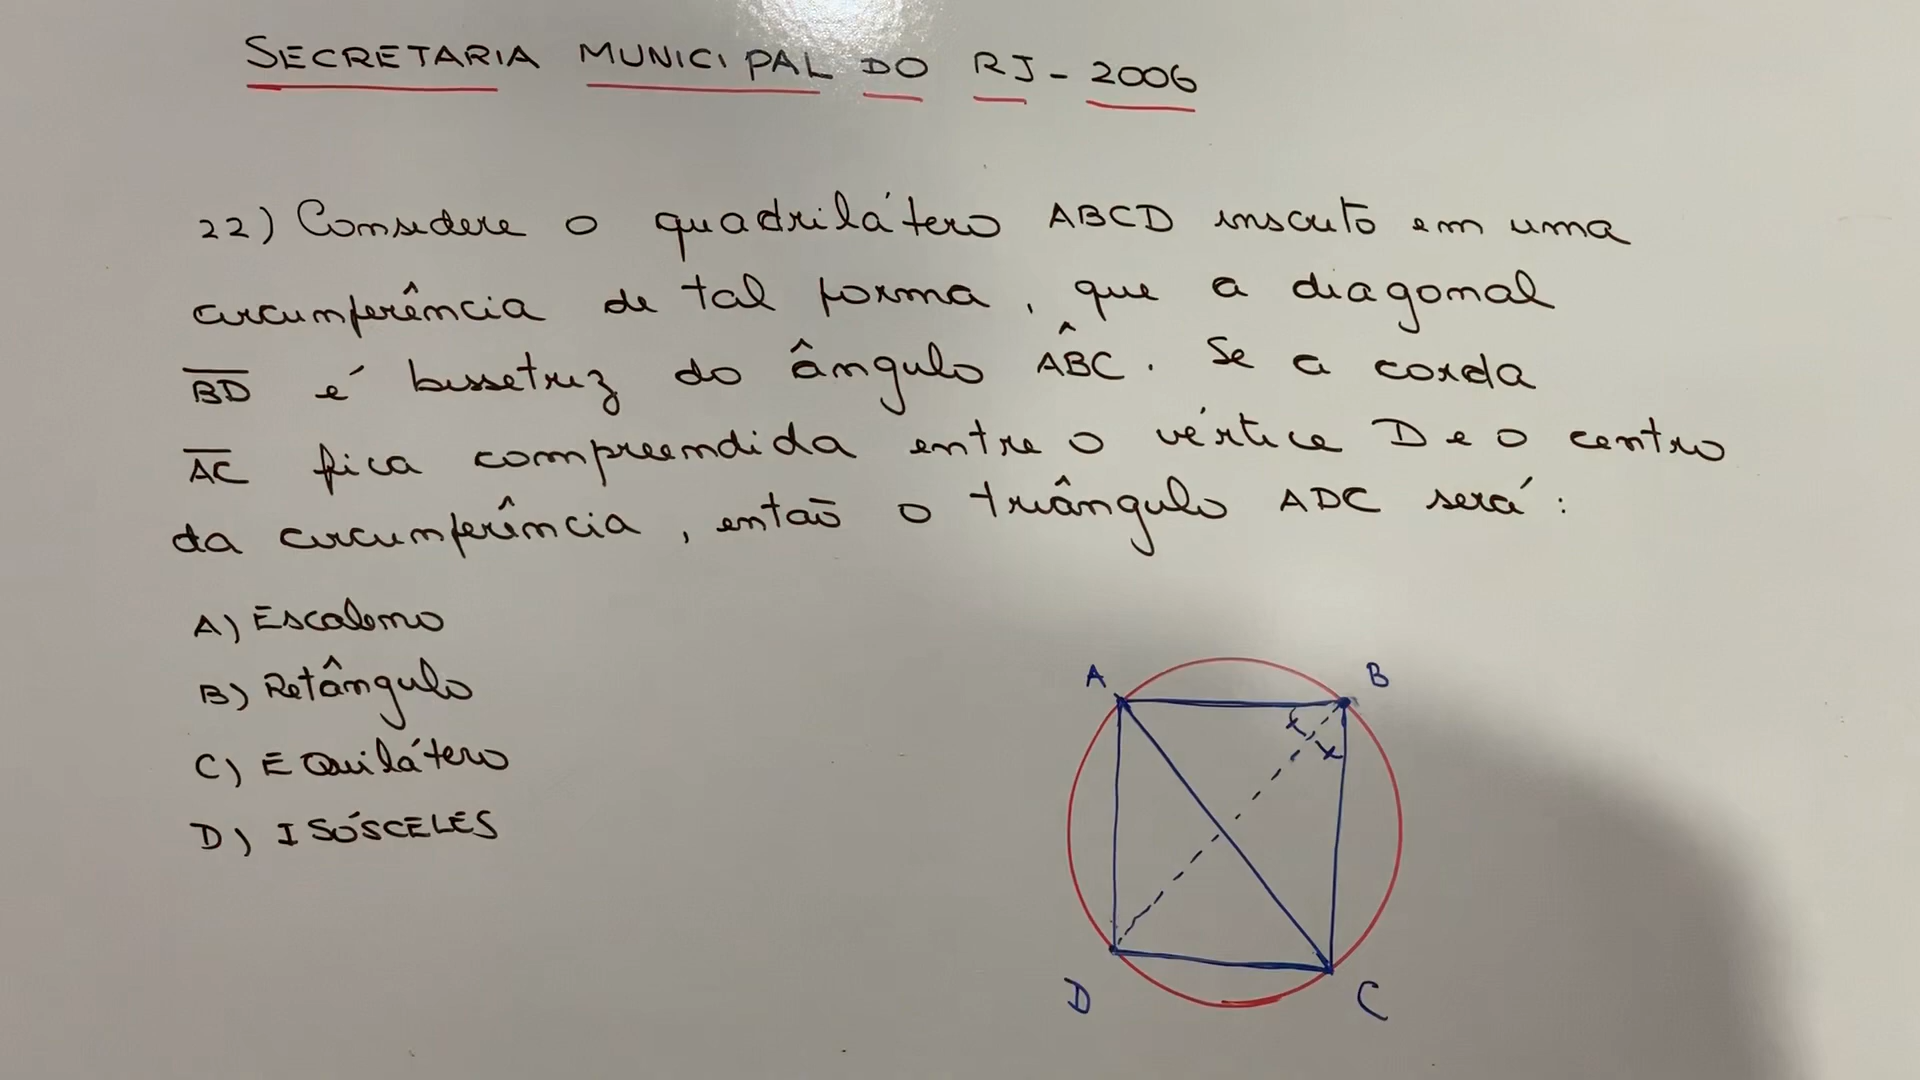 SECRETARIA MUNICIPAL DO RJ - 2006
22) Considere o quadrilátero ABCD inscrito em uma
circunferência de tal forma, que a diagonal
BD é bissetriz do ângulo AB̂C. Se a corda
AC fica compreendida entre o vértice D e o centro
da circunferência, então o triângulo ADC será:
A) Escaleno
B) Retângulo
C) EQuilátero
D) ISÓSCELES
A B
x
x
D C